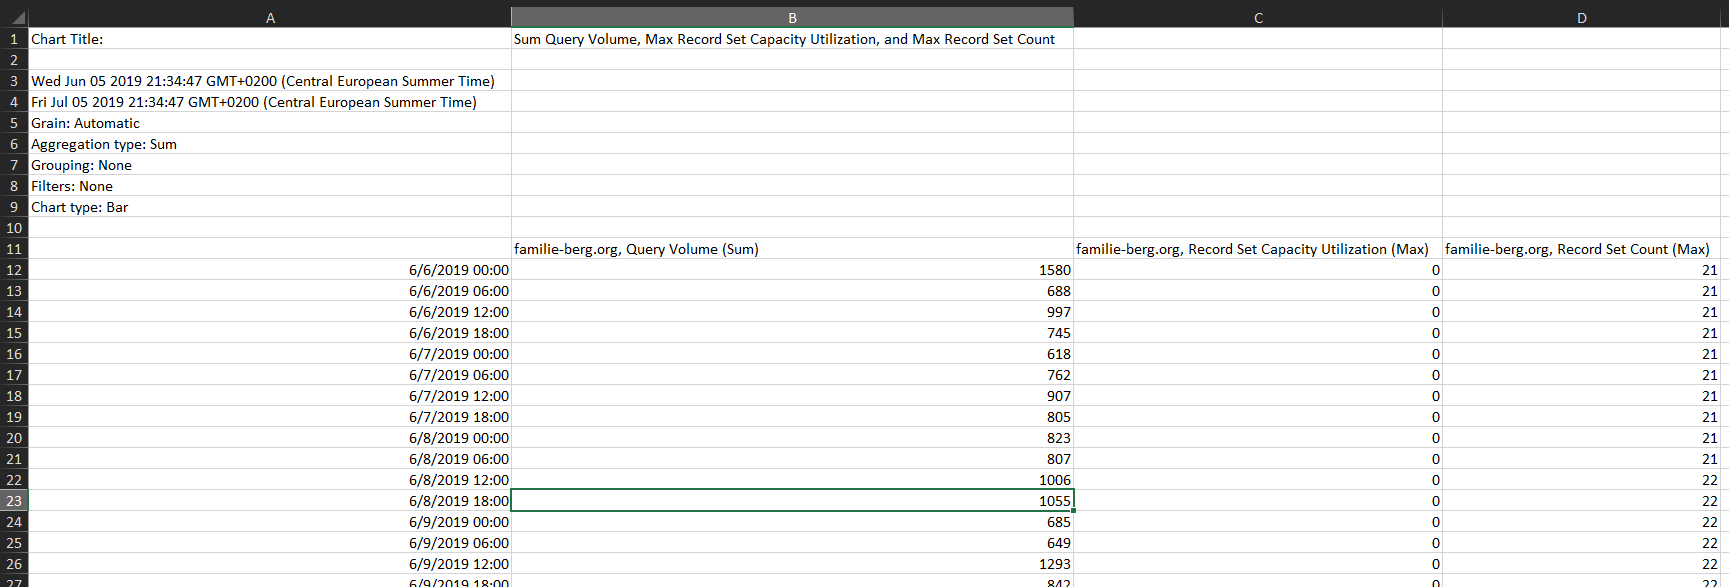 A B C D
1 Chart Title: Sum Query Volume, Max Record Set Capacity Utilization, and Max Record Set Count
2
3 Wed Jun 05 2019 21:34:47 GMT+0200 (Central European Summer Time)
4 Fri Jul 05 2019 21:34:47 GMT+0200 (Central European Summer Time)
5 Grain: Automatic
6 Aggregation type: Sum
7 Grouping: None
8 Filters: None
9 Chart type: Bar
10
11 familie-berg.org, Query Volume (Sum) familie-berg.org, Record Set Capacity Utilization (Max) familie-berg.org, Record Set Count (Max)
12 6/6/2019 00:00 1580 0 21
13 6/6/2019 06:00 688 0 21
14 6/6/2019 12:00 997 0 21
15 6/6/2019 18:00 745 0 21
16 6/7/2019 00:00 618 0 21
17 6/7/2019 06:00 762 0 21
18 6/7/2019 12:00 907 0 21
19 6/7/2019 18:00 805 0 21
20 6/8/2019 00:00 823 0 21
21 6/8/2019 06:00 807 0 21
22 6/8/2019 12:00 1006 0 22
23 6/8/2019 18:00 1055 0 22
24 6/9/2019 00:00 685 0 22
25 6/9/2019 06:00 649 0 22
26 6/9/2019 12:00 1293 0 22
27 6/9/2019 18:00 842 0 22